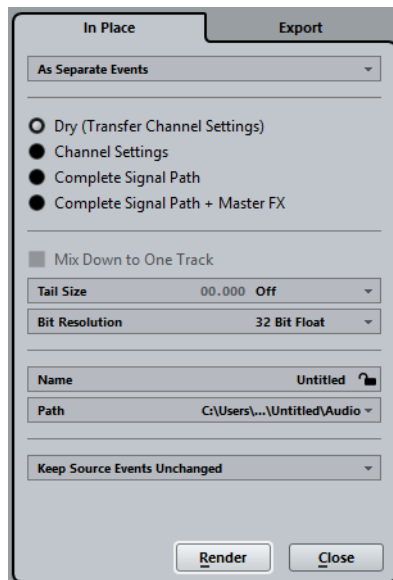 In Place Export
As Separate Events
Dry (Transfer Channel Settings)
Channel Settings
Complete Signal Path
Complete Signal Path + Master FX
Mix Down to One Track
Tail Size 00.000 Off
Bit Resolution 32 Bit Float
Name Untitled
Path C:\Users\...\Untitled\Audio
Keep Source Events Unchanged
Render Close